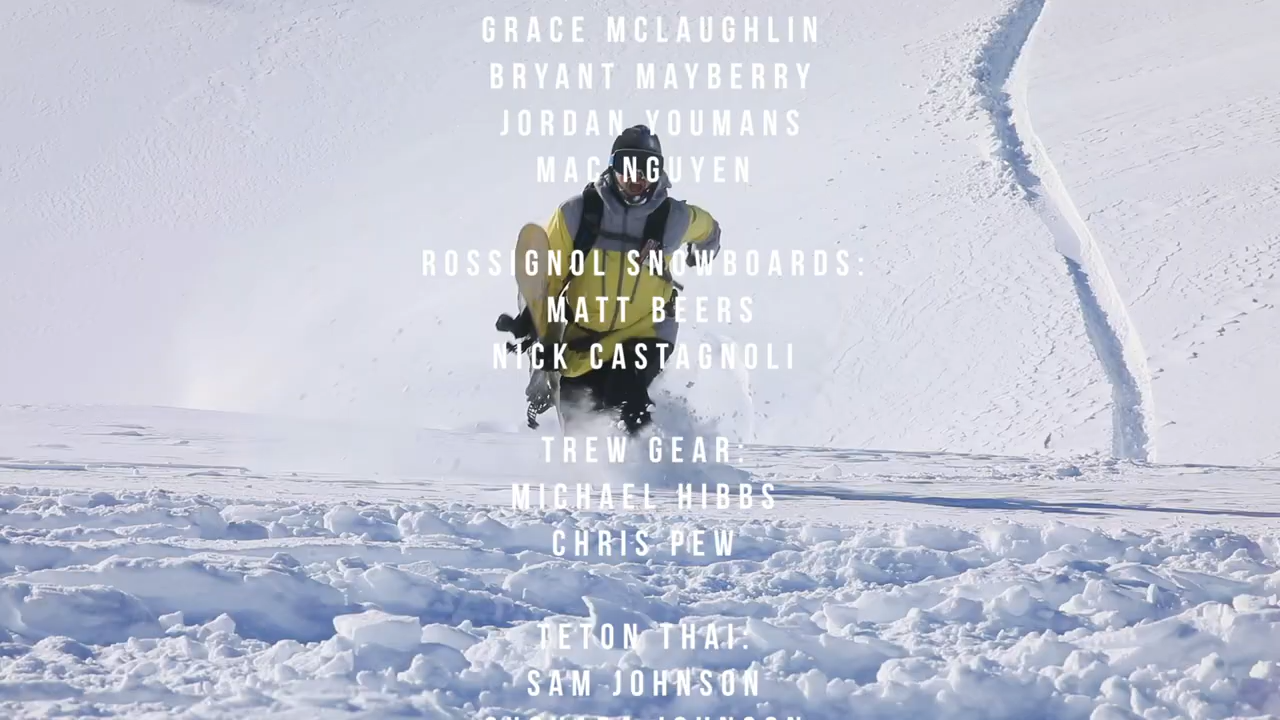 GRACE MCLAUGHLIN
BRYANT MAYBERRY
JORDAN YOUMANS
MAC NGUYEN
ROSSIGNOL SNOWBOARDS:
MATT BEERS
NICK CASTAGNOLI
TREW GEAR:
MICHAEL HIBBS
CHRIS PEW
TETON THAI:
SAM JOHNSON
JOHNSON